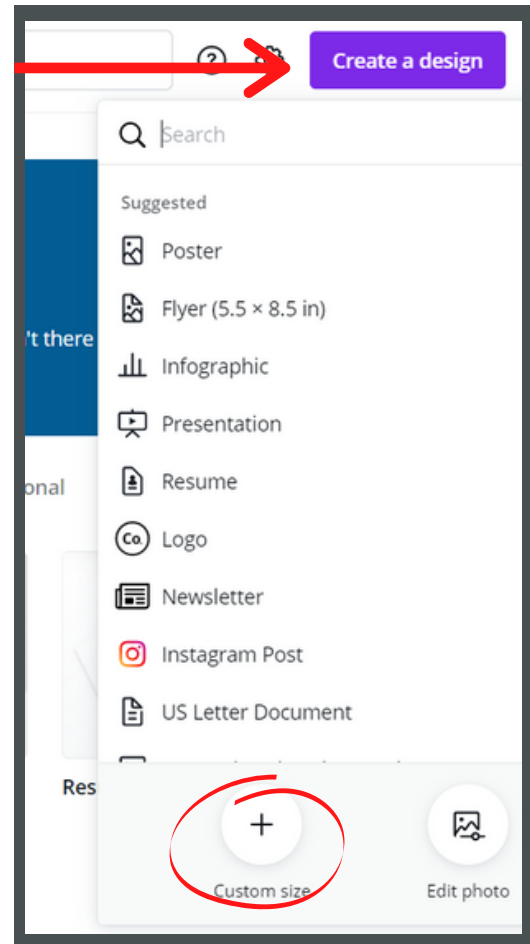 Create a design
Search
Suggested
Poster
Flyer (5.5 × 8.5 in)
't there
Infographic
Presentation
Resume
onal
Co. Logo
Newsletter
Instagram Post
US Letter Document
Res
Custom size
Edit photo